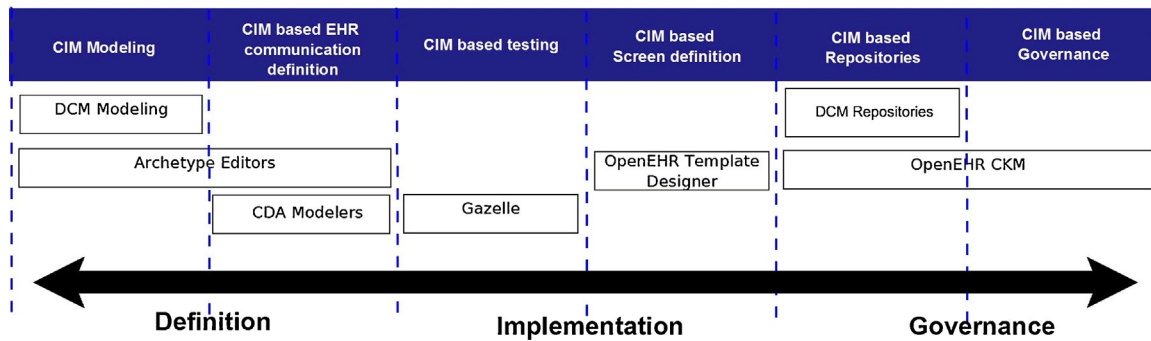 CIM Modeling
CIM based EHR
communication
definition
CIM based testing
CIM based
Screen definition
CIM based
Repositories
CIM based
Governance
DCM Modeling
DCM Repositories
Archetype Editors
OpenEHR Template
Designer
OpenEHR CKM
CDA Modelers
Gazelle
Definition
Implementation
Governance